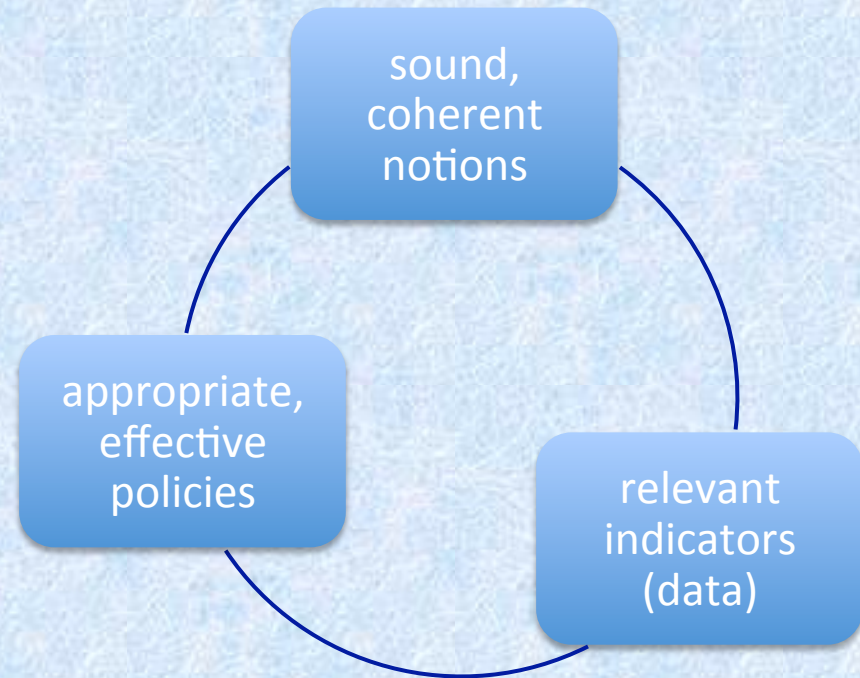 sound,
coherent
notions
appropriate,
effective
policies
relevant
indicators
(data)